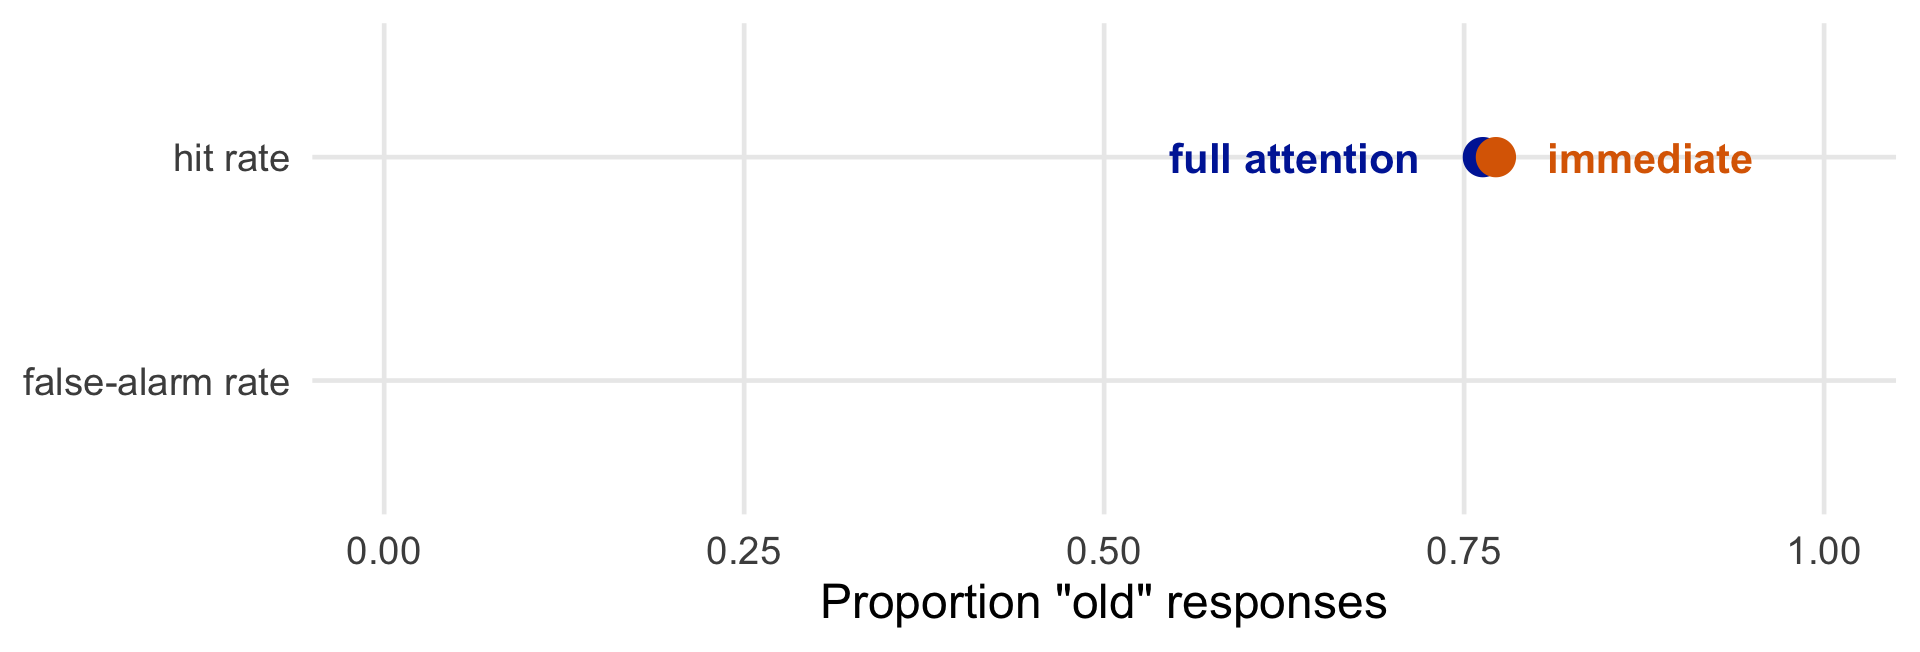 hit rate
full attention
immediate
false-alarm rate
0.00 0.25 0.50 0.75 1.00
Proportion "old" responses